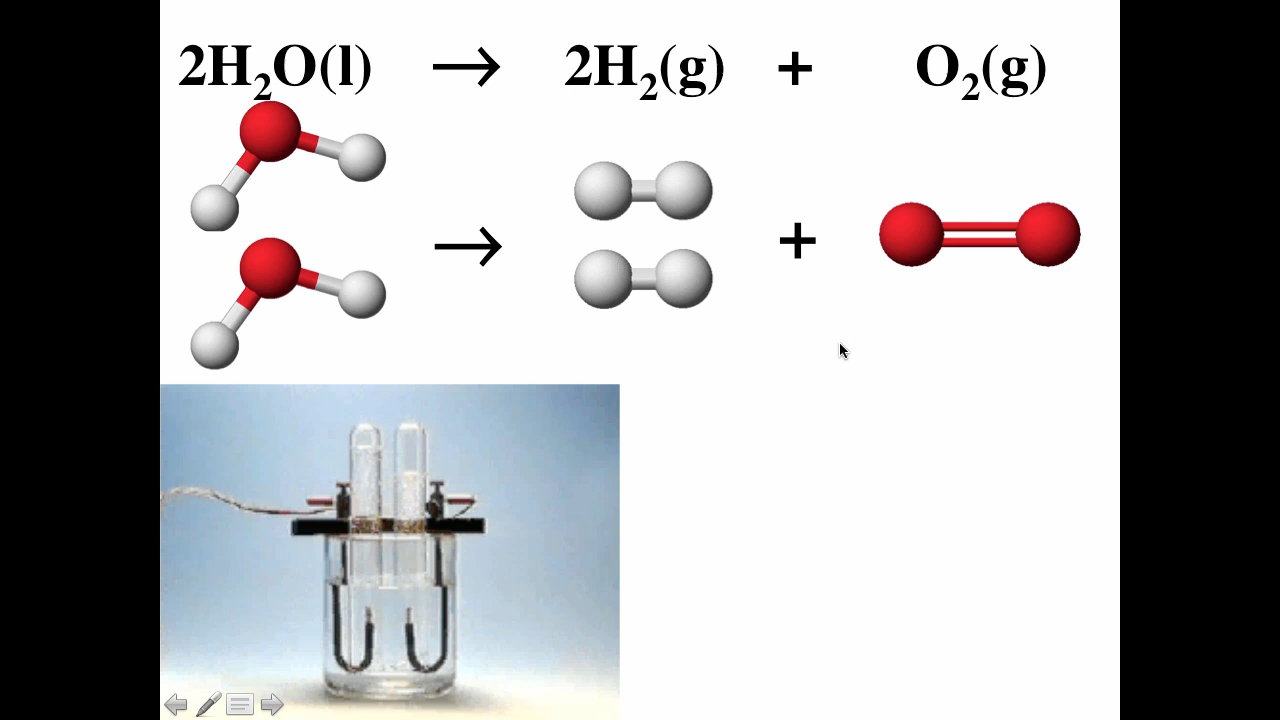 2H₂O(l) → 2H₂(g) + O₂(g)
→ +